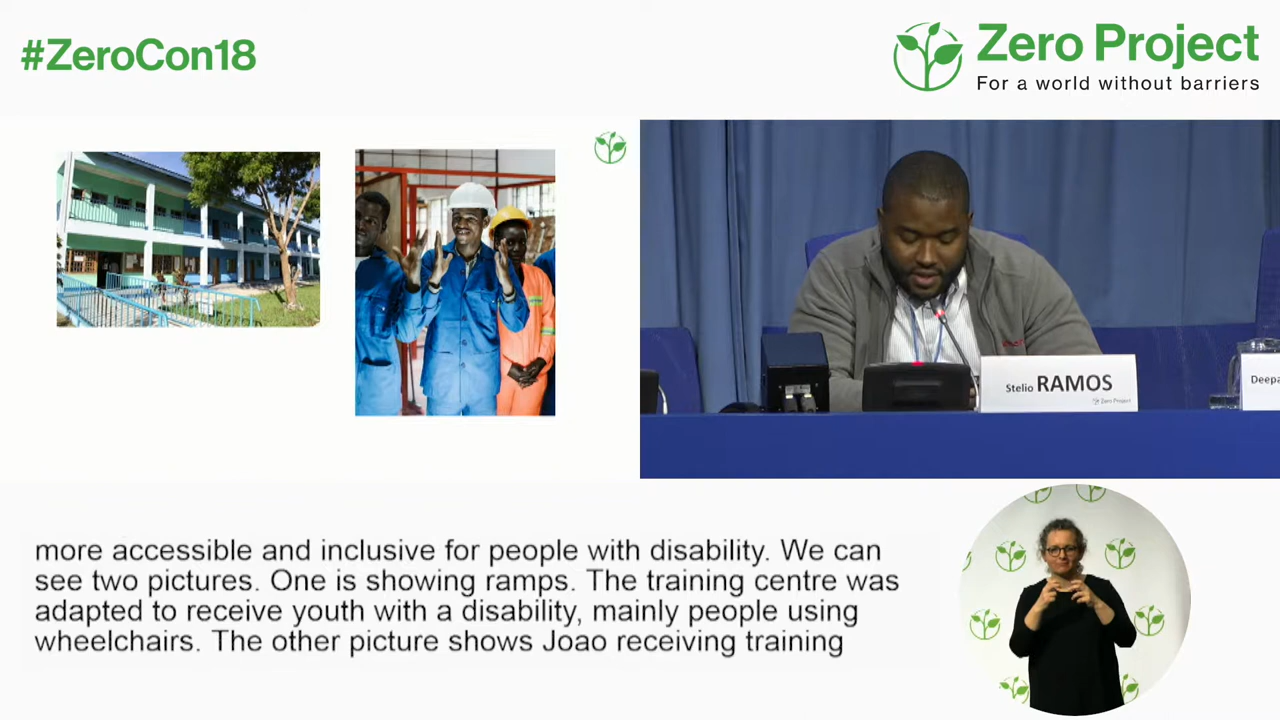 #ZeroCon18
Zero Project
For a world without barriers
Stelio RAMOS
Zero Project
Deepa
more accessible and inclusive for people with disability. We can
see two pictures. One is showing ramps. The training centre was
adapted to receive youth with a disability, mainly people using
wheelchairs. The other picture shows Joao receiving training